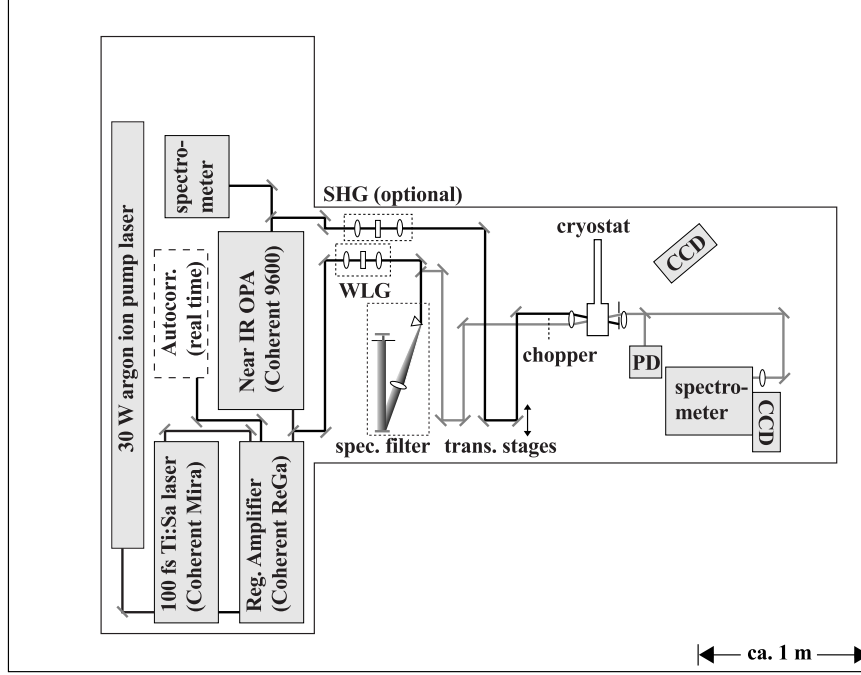 30 W argon ion pump laser
spectro-
meter
Autocorr.
(real time)
Near IR OPA
(Coherent 9600)
100 fs Ti:Sa laser
(Coherent Mira)
Reg. Amplifier
(Coherent ReGa)
SHG (optional)
WLG
spec. filter
trans. stages
chopper
cryostat
CCD
PD
spectro-
meter
CCD
ca. 1 m